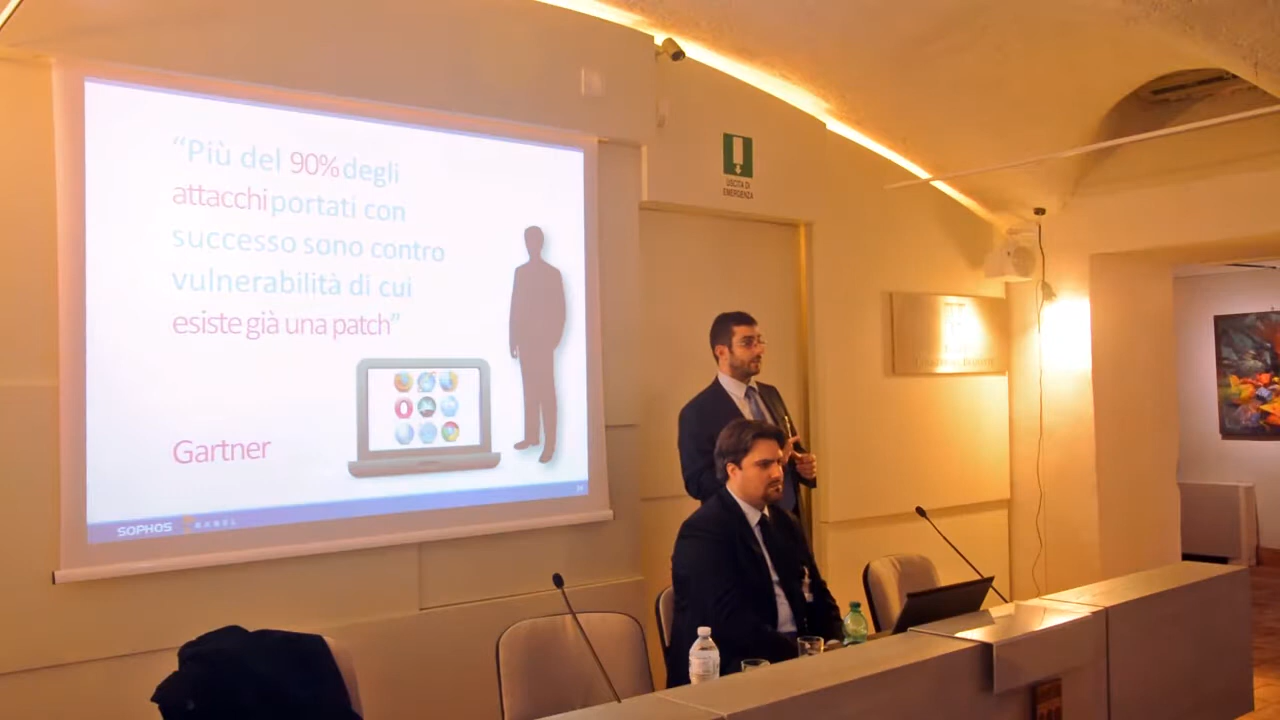 “Più del 90% degli
attacchi portati con
successo sono contro
vulnerabilità di cui
esiste già una patch”
Gartner
SOPHOS
BABEL
USCITA DI
EMERGENZA